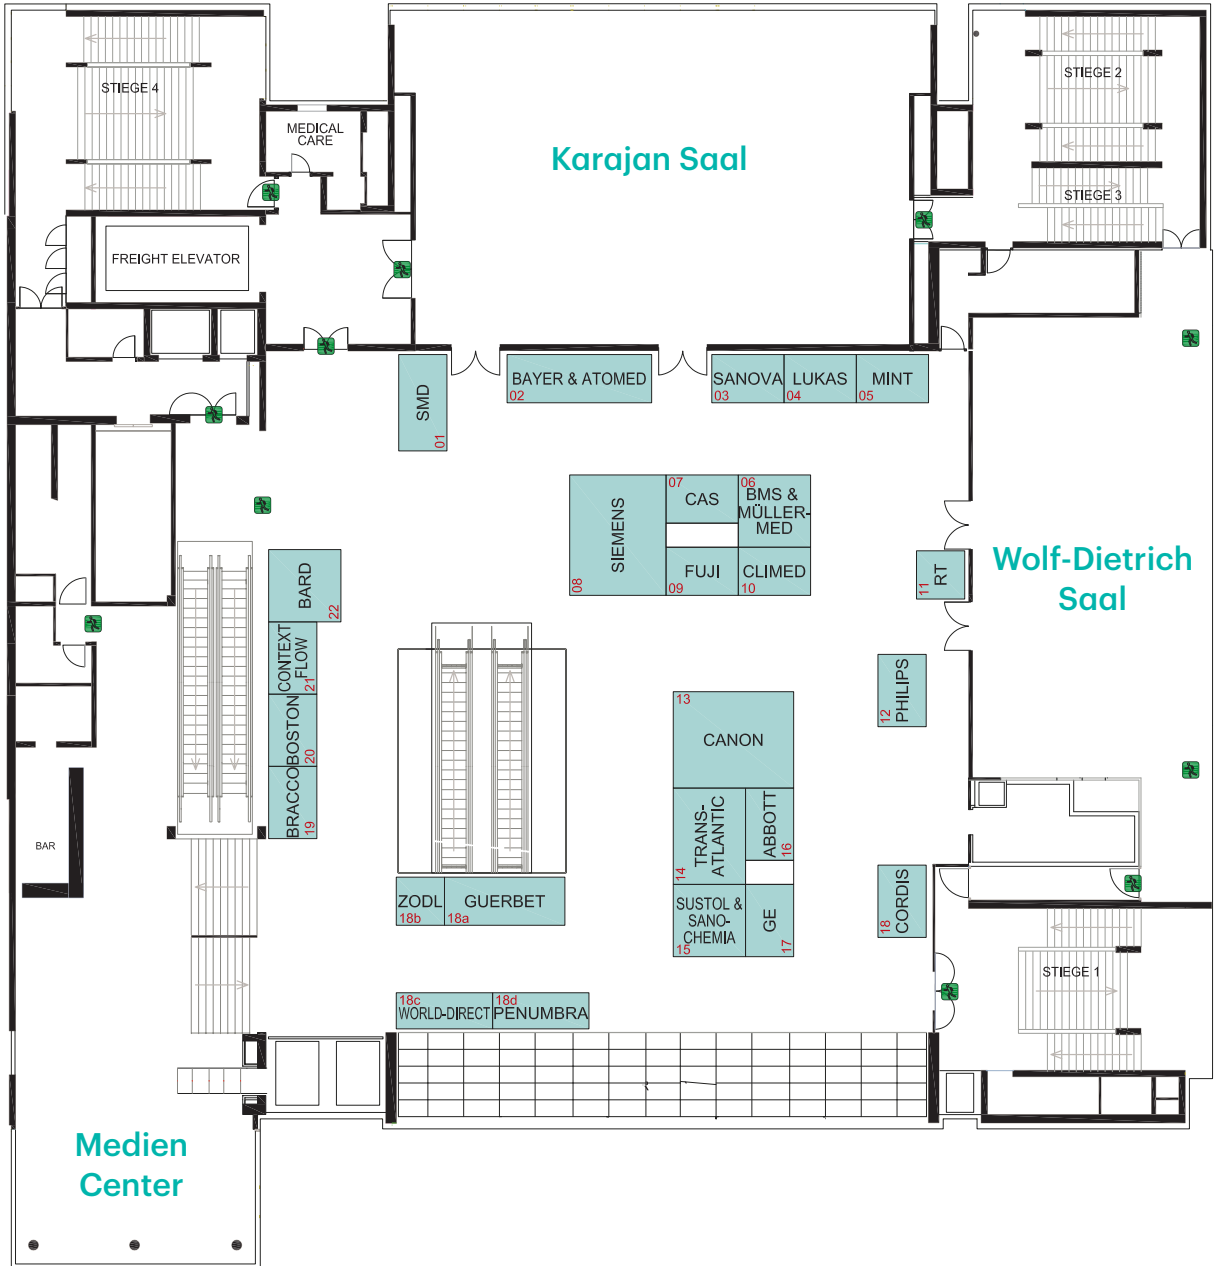 STIEGE 4
MEDICAL
CARE
Karajan Saal
STIEGE 2
STIEGE 3
FREIGHT ELEVATOR
SMD
01
BAYER & ATOMED
02
SANOVA
03
LUKAS
04
MINT
05
07
CAS
06
BMS &
MÜLLER-
MED
SIEMENS
08
FUJI
09
CLIMED
10
RT
11
Wolf-Dietrich
Saal
BARD
22
CONTEXT
FLOW
21
BOSTON
20
BRACCO
19
PHILIPS
12
13
CANON
TRANS-
ATLANTIC
14
ABBOTT
16
BAR
ZODL
18b
GUERBET
18a
SUSTOL &
SANO-
CHEMIA
15
GE
17
CORDIS
18
STIEGE 1
18c
WORLD-DIRECT
18d
PENUMBRA
Medien
Center